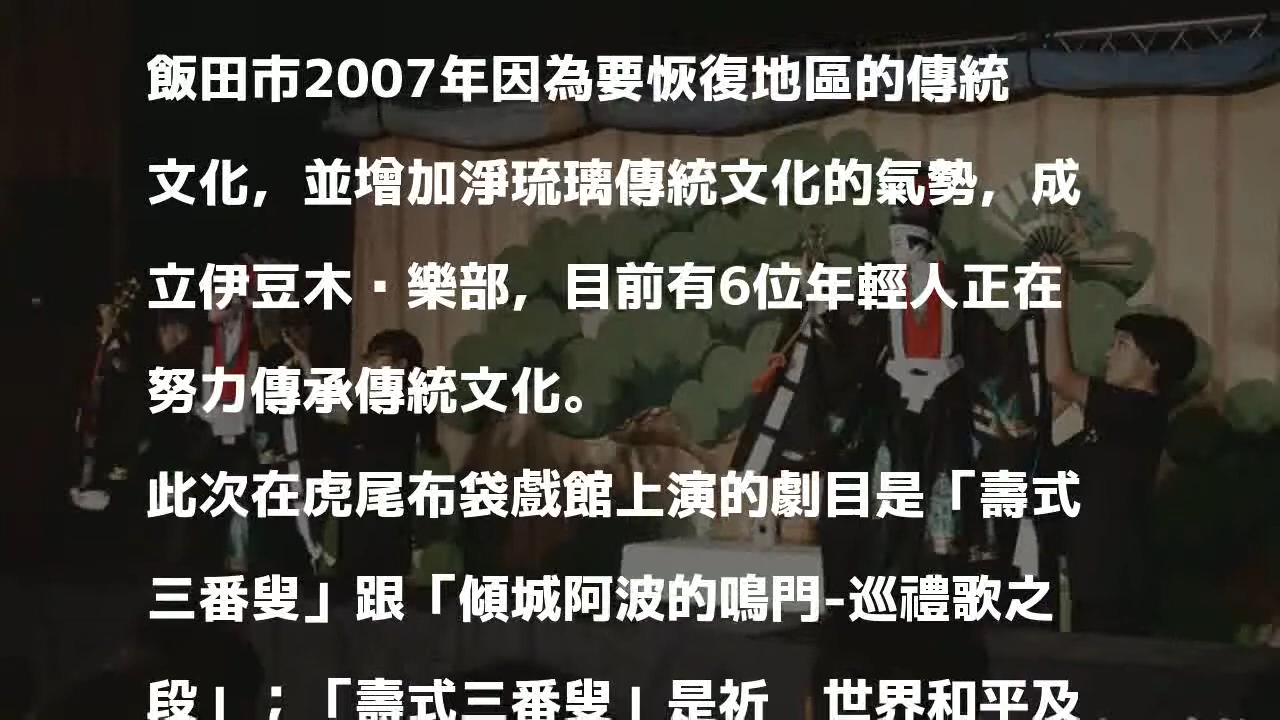 飯田市2007年因為要恢復地區的傳統
文化，並增加淨琉璃傳統文化的氣勢，成
立伊豆木·樂部，目前有6位年輕人正在
努力傳承傳統文化。
此次在虎尾布袋戲館上演的劇目是「壽式
三番叟」跟「傾城阿波的鳴門-巡禮歌之
段」；「壽式三番叟」是祈　世界和平及